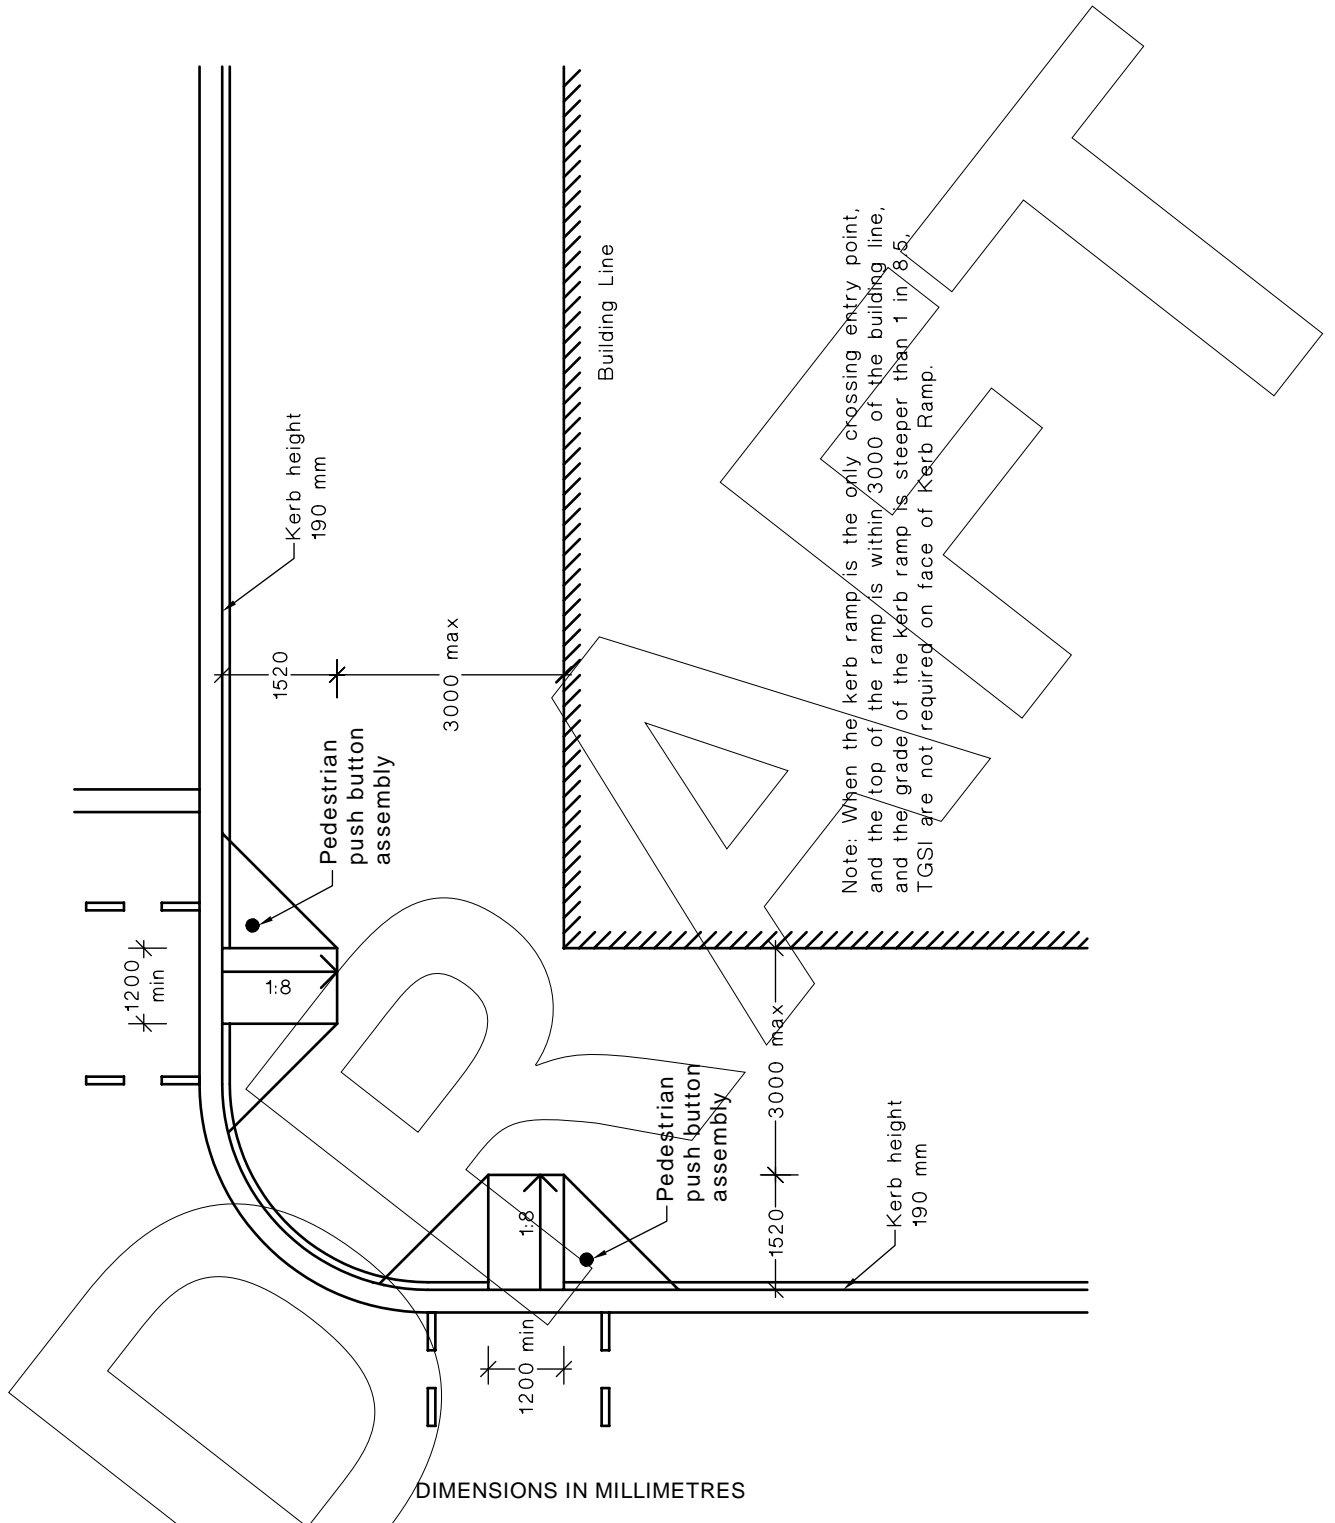 Building Line
Note: When the kerb ramp is the only crossing entry point,
and the top of the ramp is within 3000 of the building line,
and the grade of the kerb ramp is steeper than 1 in 8.5,
TGSI are not required on face of Kerb Ramp.
Kerb height
190 mm
1520
3000 max
Pedestrian
push button
assembly
1200
min
1:8
3000 max
Pedestrian
push button
assembly
Kerb height
190 mm
1:8
1520
1200 min
DIMENSIONS IN MILLIMETRES
DRAFT